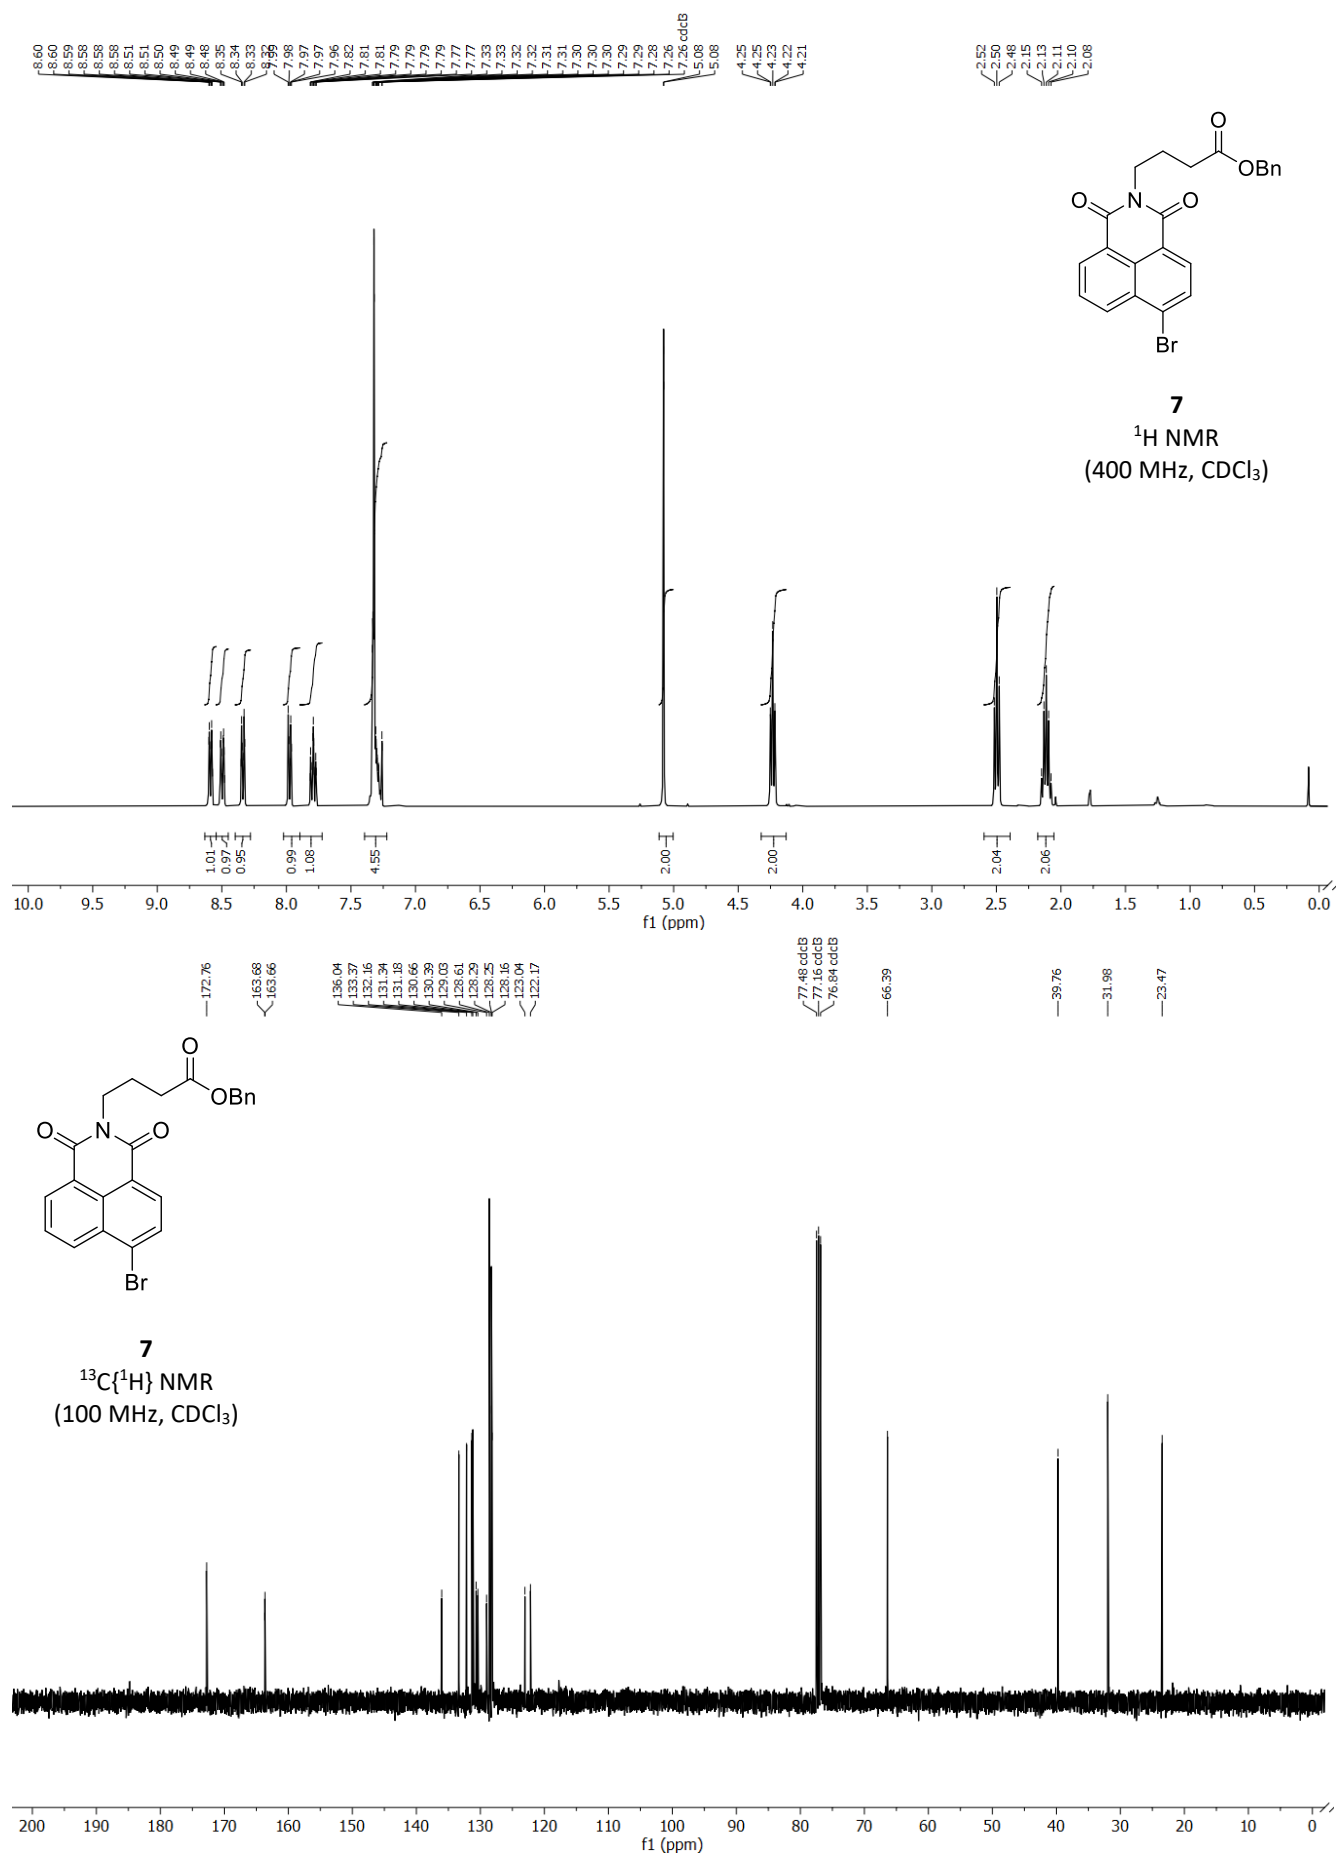 8.60 8.60 8.59 8.58 8.58 8.58 8.51 8.51 8.50 8.49 8.49 8.48 8.35 8.34 8.33 8.32 7.99 7.98 7.97 7.97 7.96 7.82 7.81 7.81 7.79 7.79 7.79 7.79 7.77 7.77 7.33 7.33 7.32 7.32 7.31 7.31 7.30 7.30 7.30 7.29 7.29 7.28 7.26 7.26 cdcl3 5.08 5.08 4.25 4.25 4.23 4.22 4.21 2.52 2.50 2.48 2.15 2.13 2.11 2.10 2.08
O
OBn
O N O
Br
7
¹H NMR
(400 MHz, CDCl₃)
1.01 0.97 0.95 0.99 1.08 4.55 2.00 2.00 2.04 2.06
10.0 9.5 9.0 8.5 8.0 7.5 7.0 6.5 6.0 5.5 5.0 4.5 4.0 3.5 3.0 2.5 2.0 1.5 1.0 0.5 0.0
f1 (ppm)
172.76 163.68 163.66 136.04 133.37 132.16 131.34 131.18 130.66 130.39 129.03 128.61 128.29 128.25 128.16 123.04 122.17 77.48 cdcl3 77.16 cdcl3 76.84 cdcl3 66.39 39.76 31.98 23.47
O
OBn
O N O
Br
7
¹³C{¹H} NMR
(100 MHz, CDCl₃)
200 190 180 170 160 150 140 130 120 110 100 90 80 70 60 50 40 30 20 10 0
f1 (ppm)